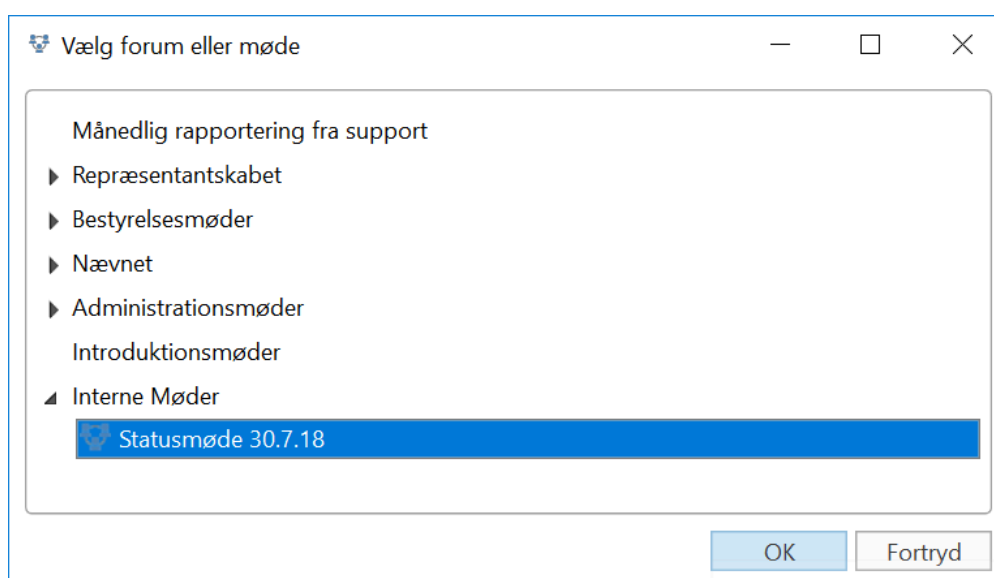 Vælg forum eller møde
Månedlig rapportering fra support
Repræsentantskabet
Bestyrelsesmøder
Nævnet
Administrationsmøder
Introduktionsmøder
Interne Møder
Statusmøde 30.7.18
OK
Fortryd